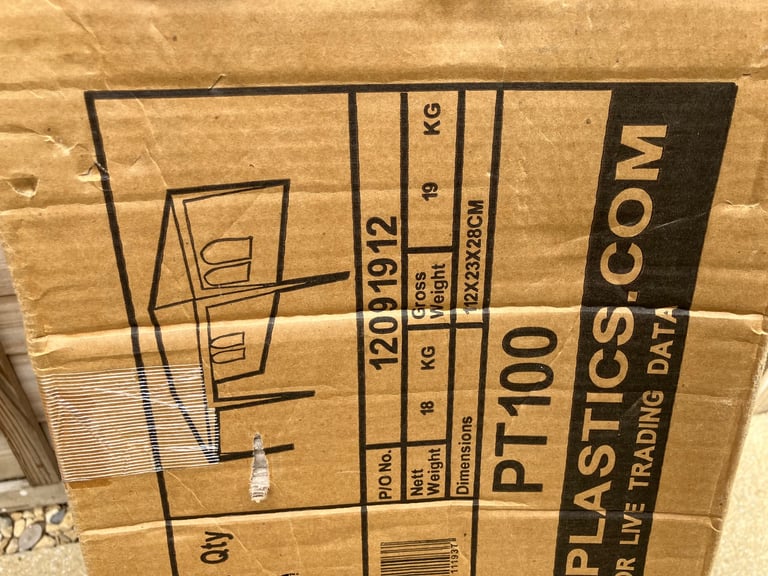 Qty
P/O No.
12091912
Nett Weight
18 KG
Gross Weight
19 KG
Dimensions
112X23X28CM
PT100
PLASTICS.COM
OR LIVE TRADING DATA